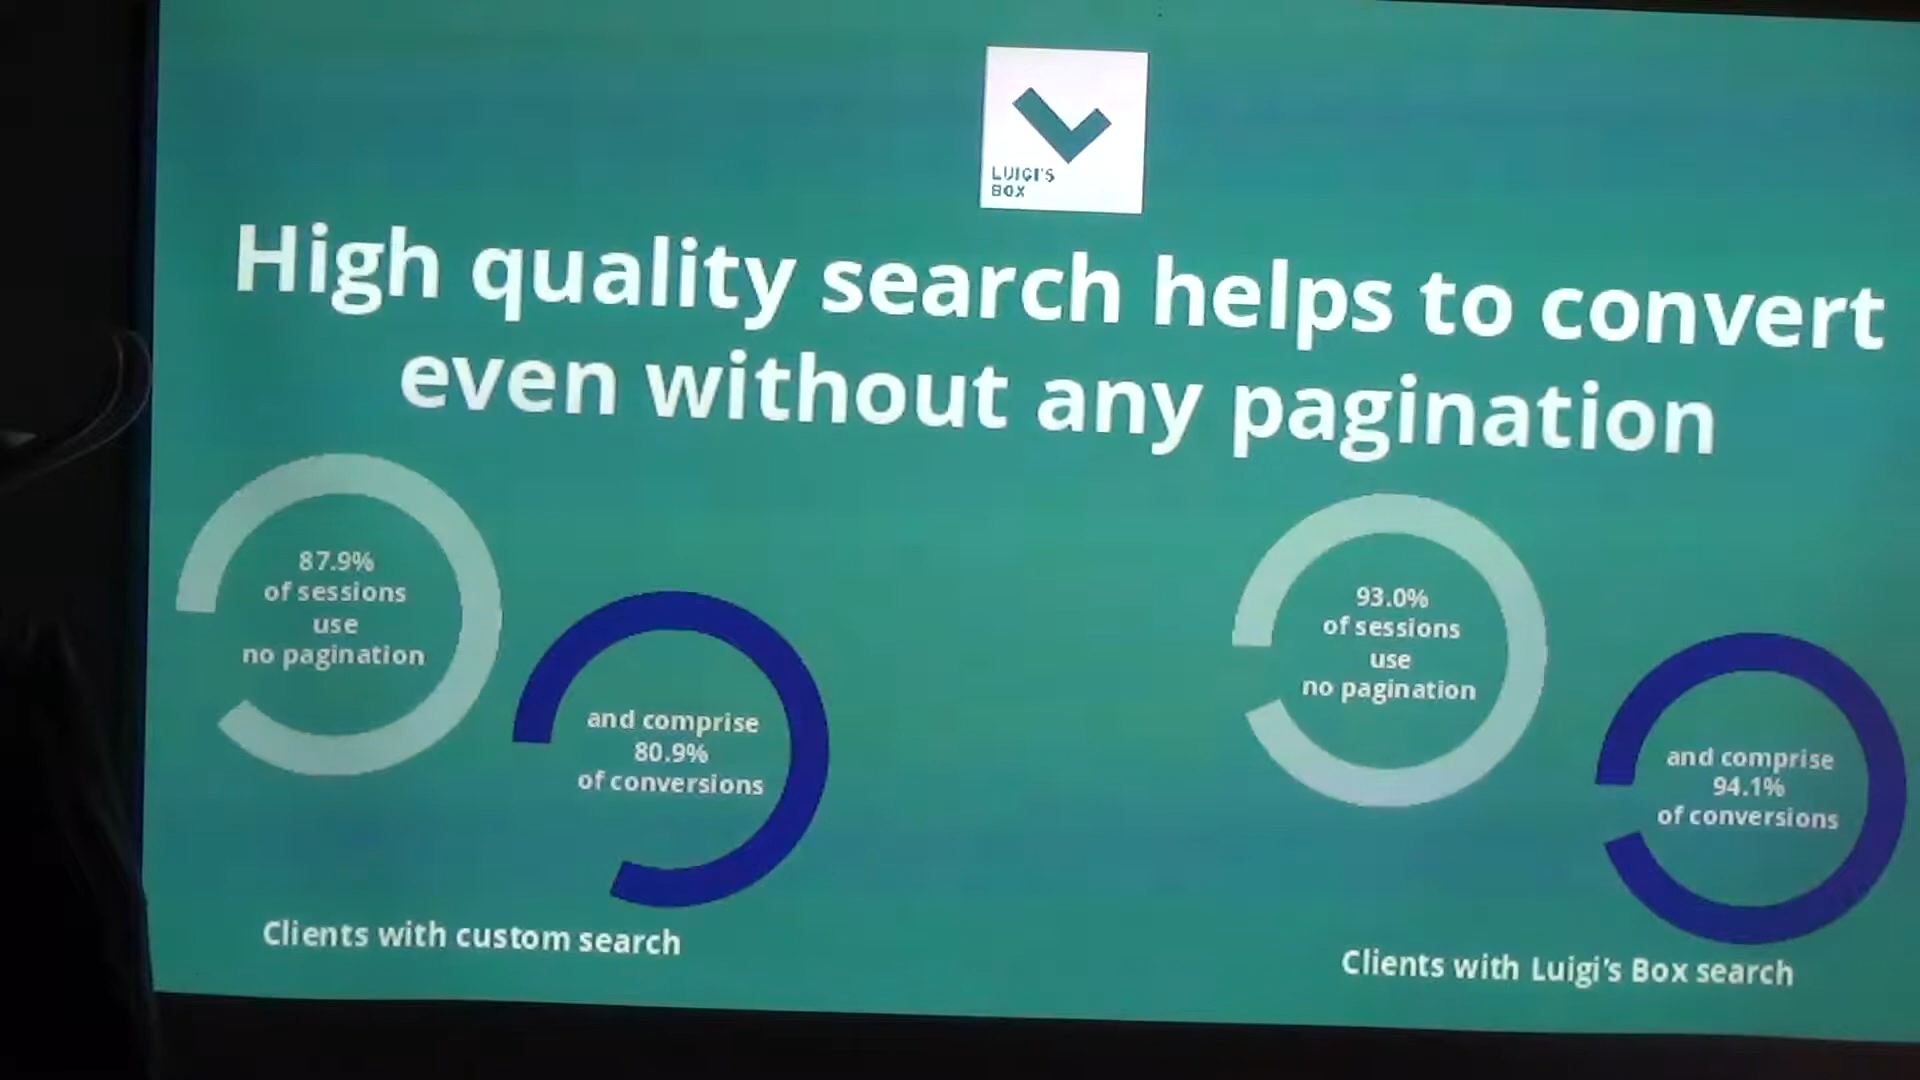 LUIGI'S
BOX
High quality search helps to convert
even without any pagination
87.9%
of sessions
use
no pagination
and comprise
80.9%
of conversions
Clients with custom search
93.0%
of sessions
use
no pagination
and comprise
94.1%
of conversions
Clients with Luigi's Box search